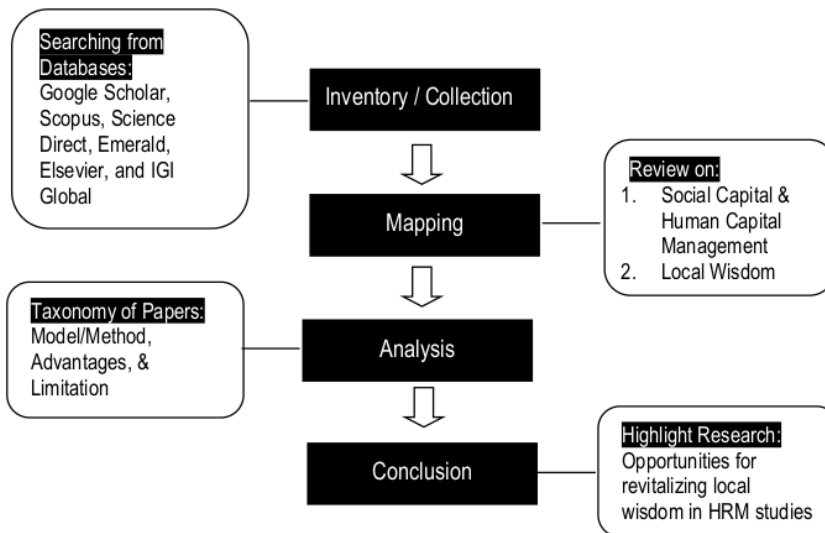 Searching from
Databases:
Google Scholar,
Scopus, Science
Direct, Emerald,
Elsevier, and IGI
Global
Inventory / Collection
Mapping
Review on:
1. Social Capital &
Human Capital
Management
2. Local Wisdom
Taxonomy of Papers:
Model/Method,
Advantages, &
Limitation
Analysis
Conclusion
Highlight Research:
Opportunities for
revitalizing local
wisdom in HRM studies